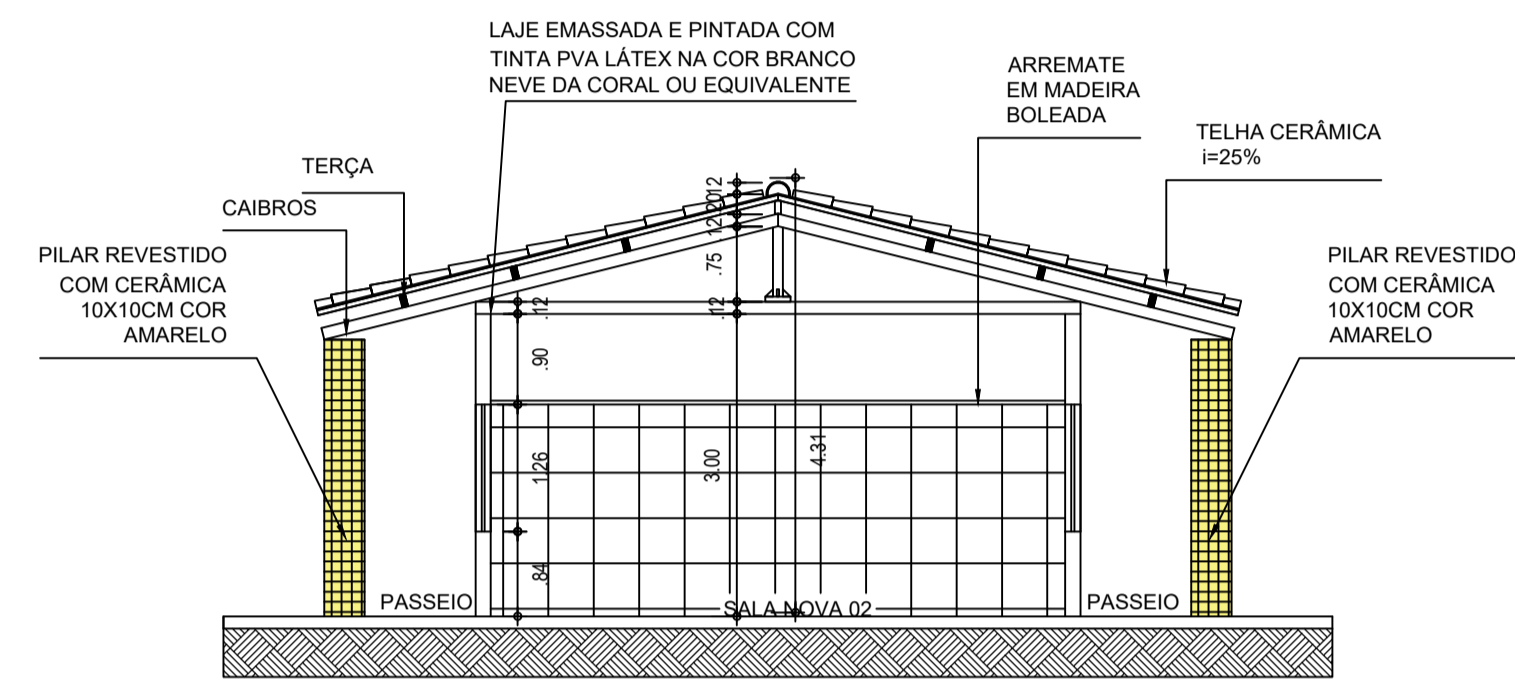 LAJE EMASSADA E PINTADA COM
TINTA PVA LÁTEX NA COR BRANCO
NEVE DA CORAL OU EQUIVALENTE
ARREMATE
EM MADEIRA
BOLEADA
TELHA CERÂMICA
i=25%
TERÇA
CAIBROS
PILAR REVESTIDO
COM CERÂMICA
10X10CM COR
AMARELO
PILAR REVESTIDO
COM CERÂMICA
10X10CM COR
AMARELO
.12
.20
.12
.75
.12
.12
.90
1.26
3.00
4.31
.84
PASSEIO
SALA NOVA 02
PASSEIO